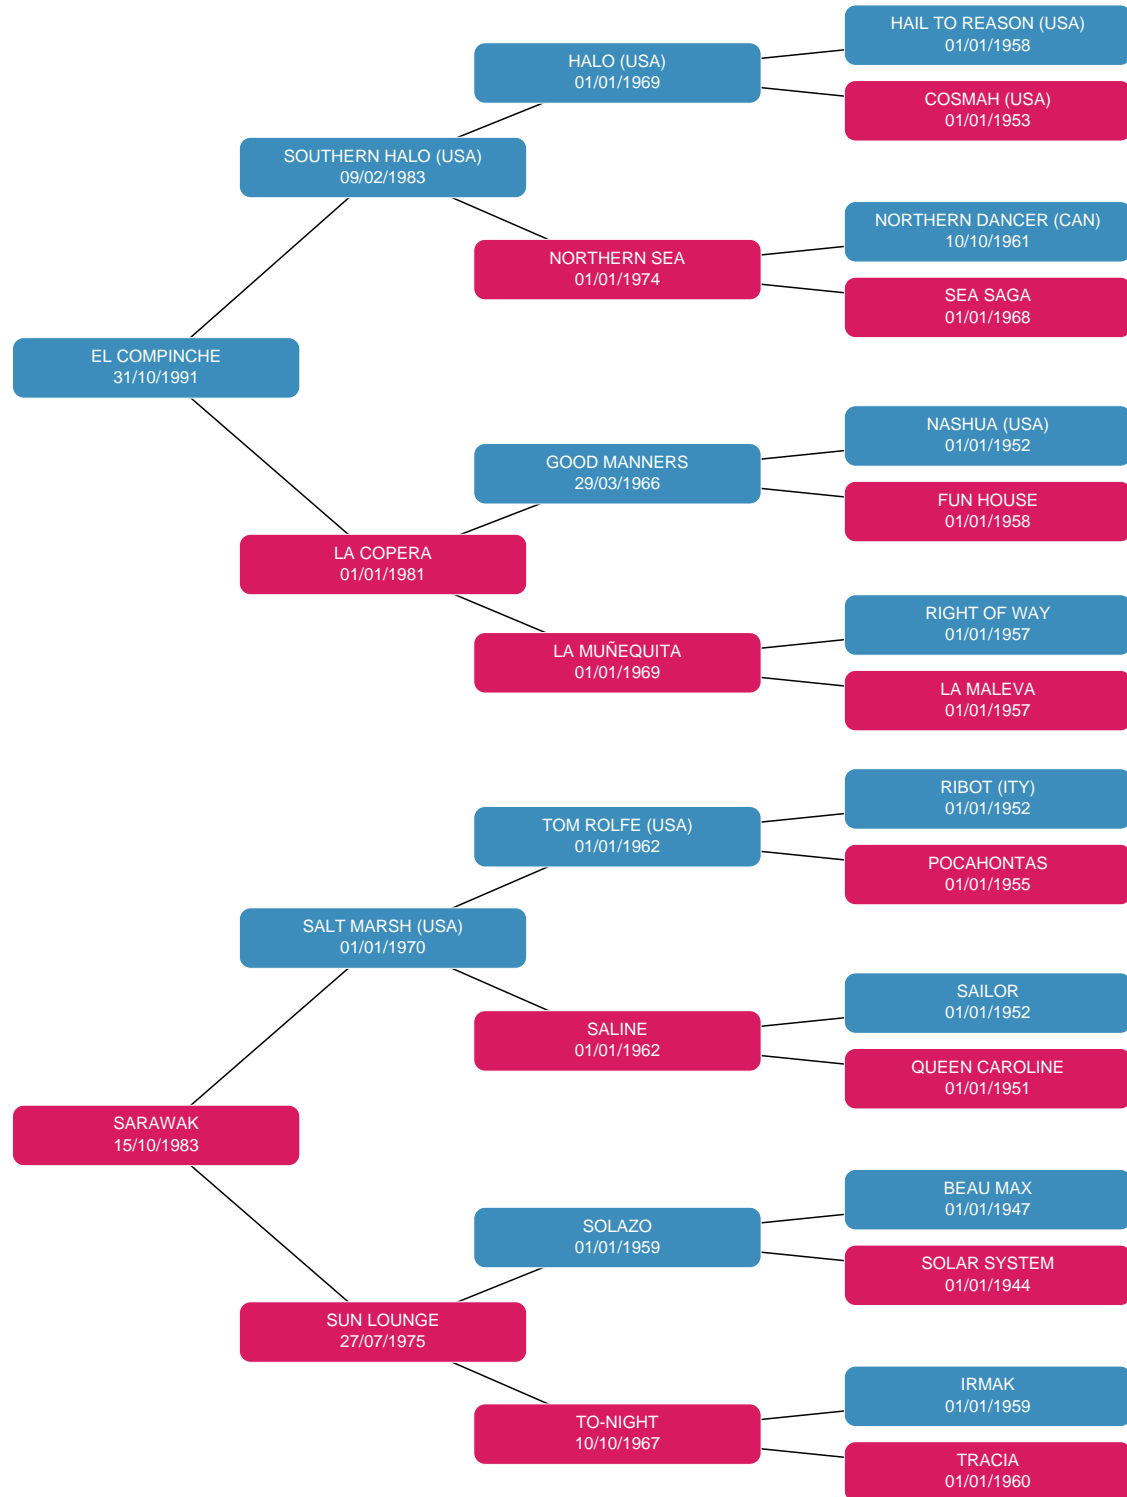 HAIL TO REASON (USA)
01/01/1958
HALO (USA)
01/01/1969
COSMAH (USA)
01/01/1953
SOUTHERN HALO (USA)
09/02/1983
NORTHERN DANCER (CAN)
10/10/1961
NORTHERN SEA
01/01/1974
SEA SAGA
01/01/1968
EL COMPINCHE
31/10/1991
NASHUA (USA)
01/01/1952
GOOD MANNERS
29/03/1966
FUN HOUSE
01/01/1958
LA COPERA
01/01/1981
RIGHT OF WAY
01/01/1957
LA MUÑEQUITA
01/01/1969
LA MALEVA
01/01/1957
RIBOT (ITY)
01/01/1952
TOM ROLFE (USA)
01/01/1962
POCAHONTAS
01/01/1955
SALT MARSH (USA)
01/01/1970
SAILOR
01/01/1952
SALINE
01/01/1962
QUEEN CAROLINE
01/01/1951
SARAWAK
15/10/1983
BEAU MAX
01/01/1947
SOLAZO
01/01/1959
SOLAR SYSTEM
01/01/1944
SUN LOUNGE
27/07/1975
IRMAK
01/01/1959
TO-NIGHT
10/10/1967
TRACIA
01/01/1960